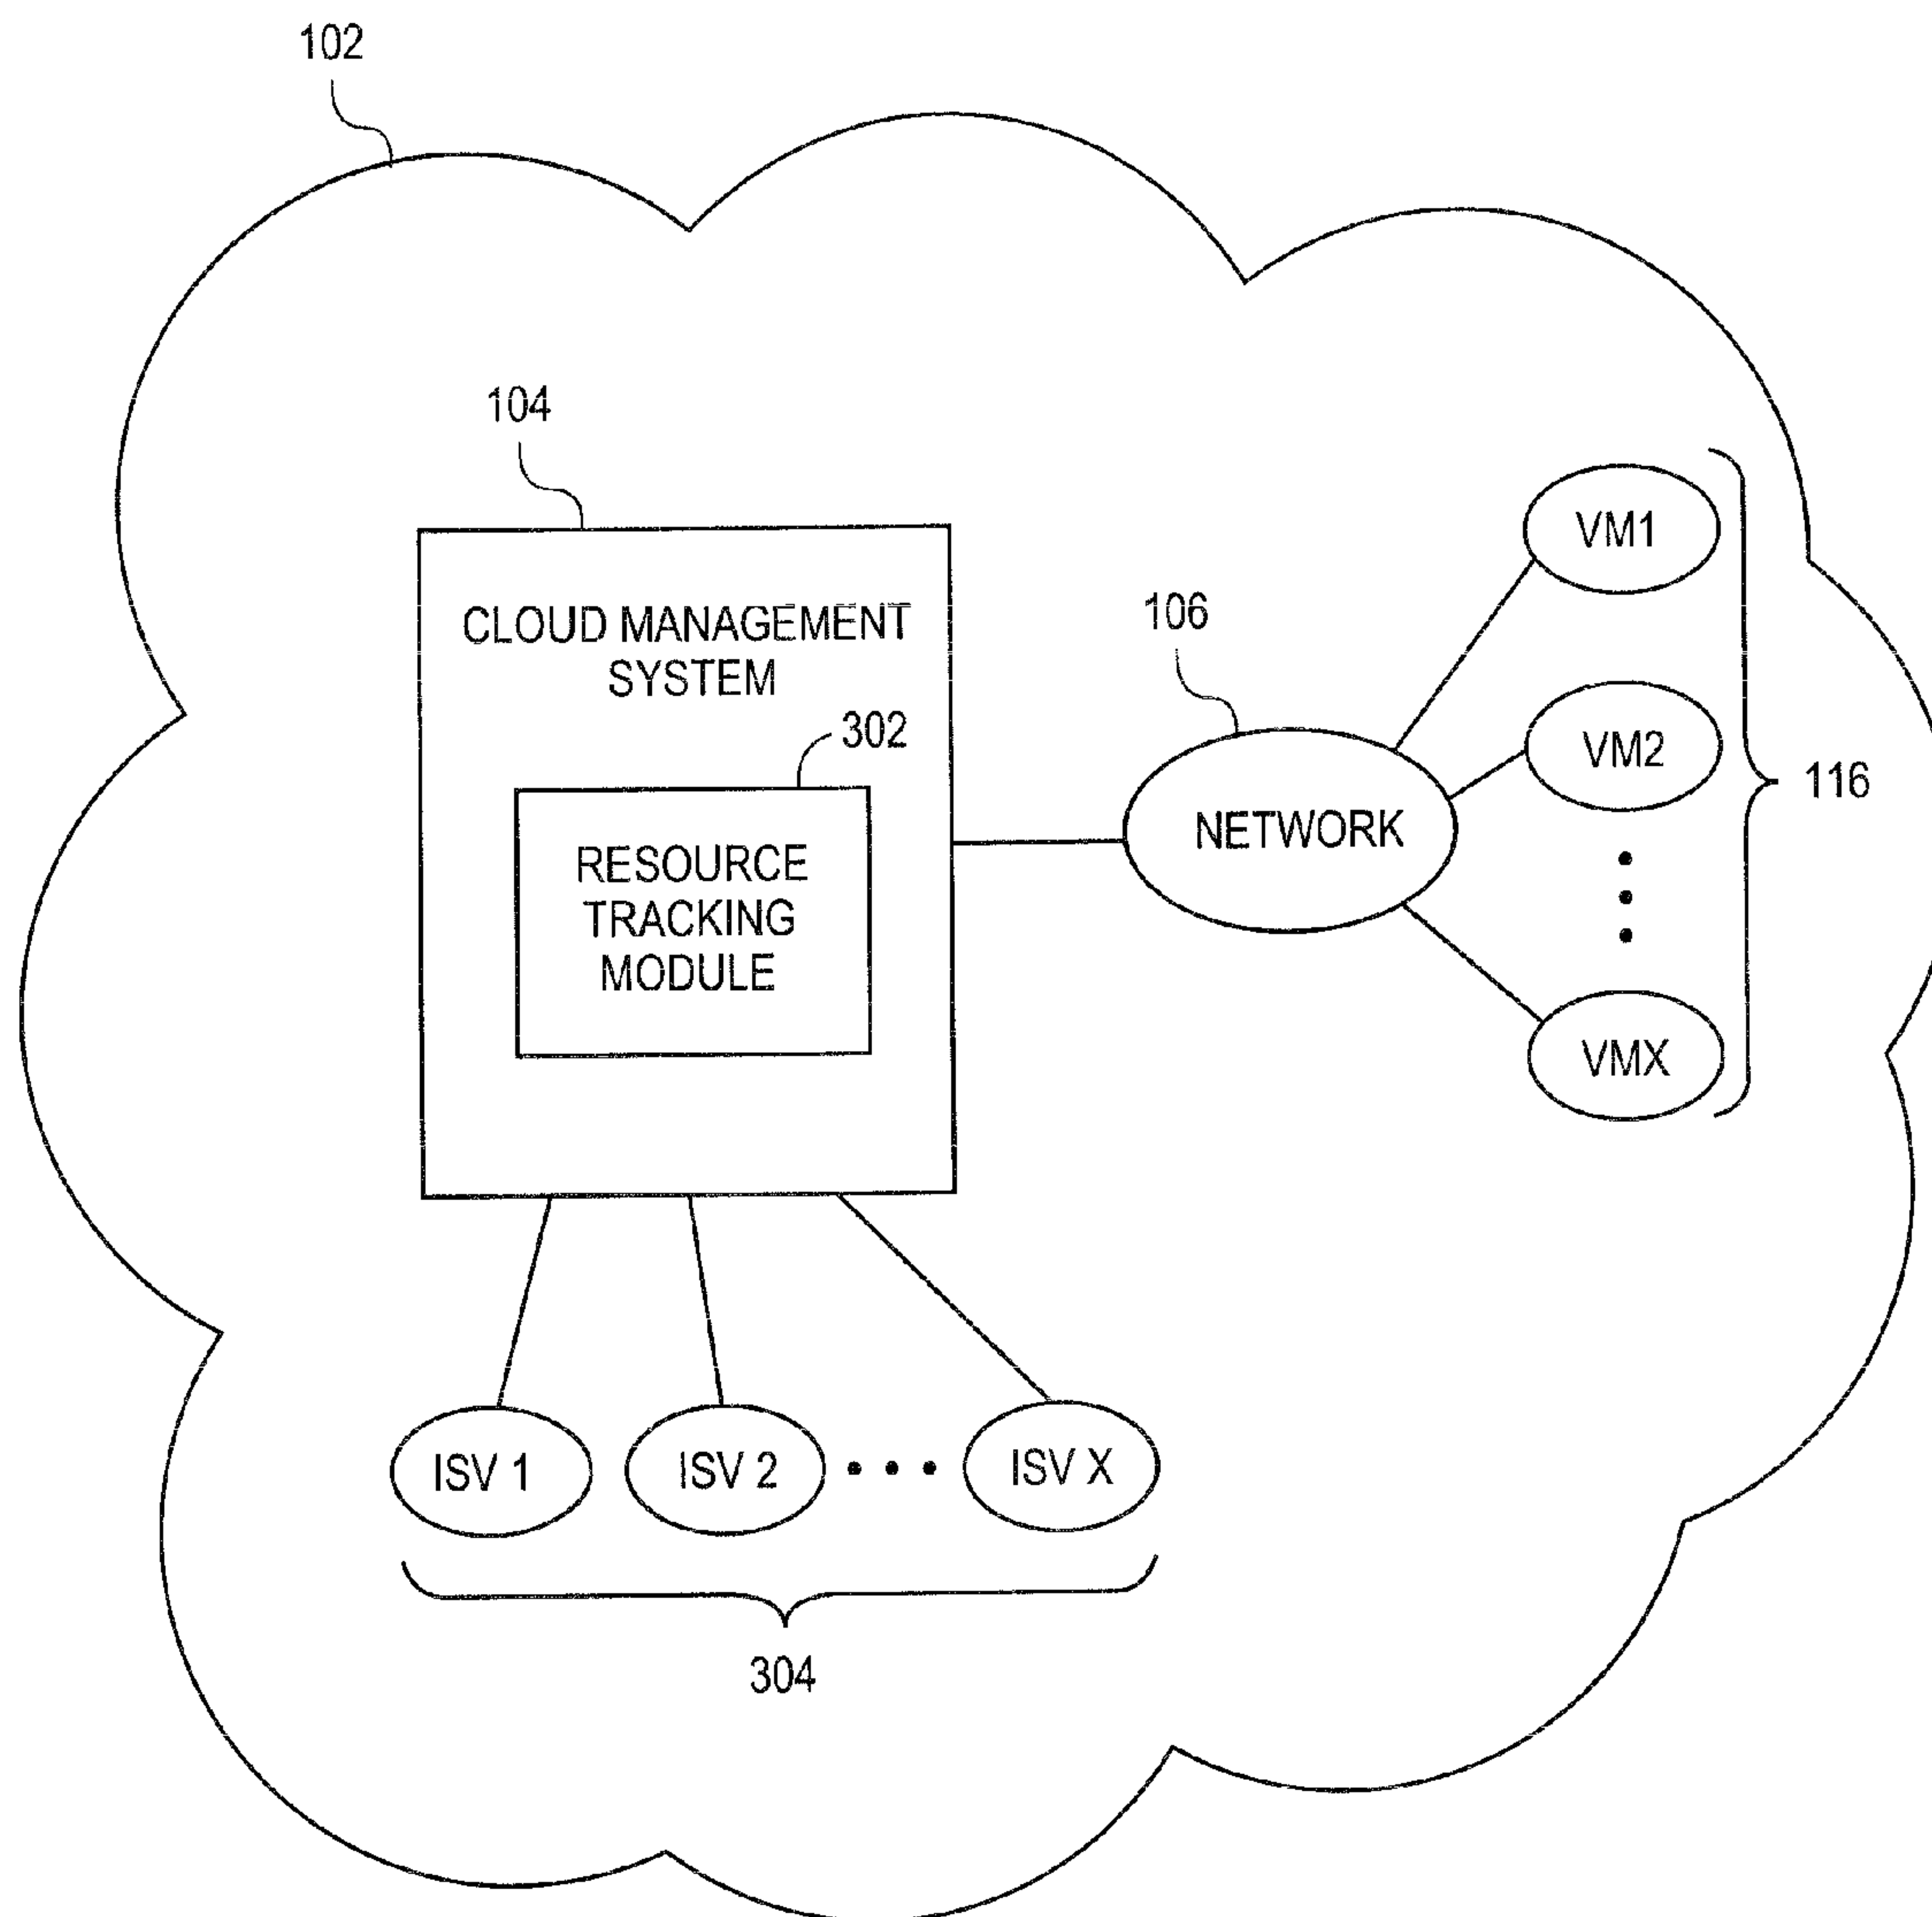 102
104
CLOUD MANAGEMENT
SYSTEM
302
RESOURCE
TRACKING
MODULE
106
NETWORK
VM1
VM2
VMX
116
ISV 1
ISV 2
ISV X
304